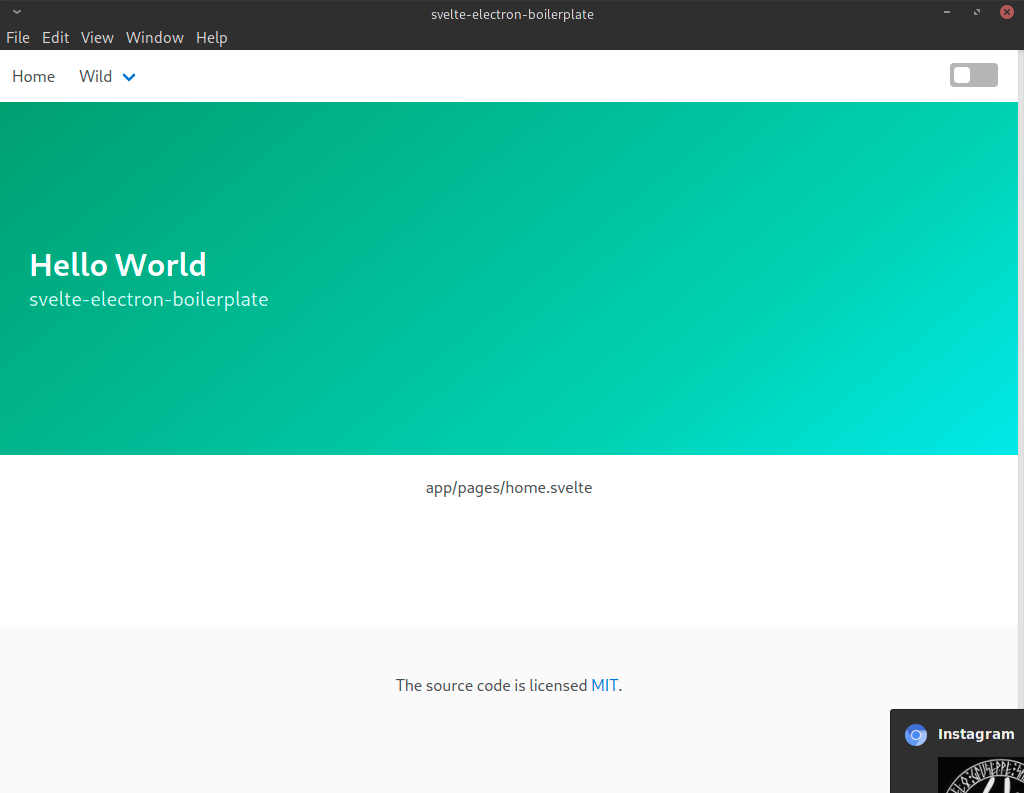 svelte-electron-boilerplate
File Edit View Window Help
Home Wild
Hello World
svelte-electron-boilerplate
app/pages/home.svelte
The source code is licensed MIT.
Instagram